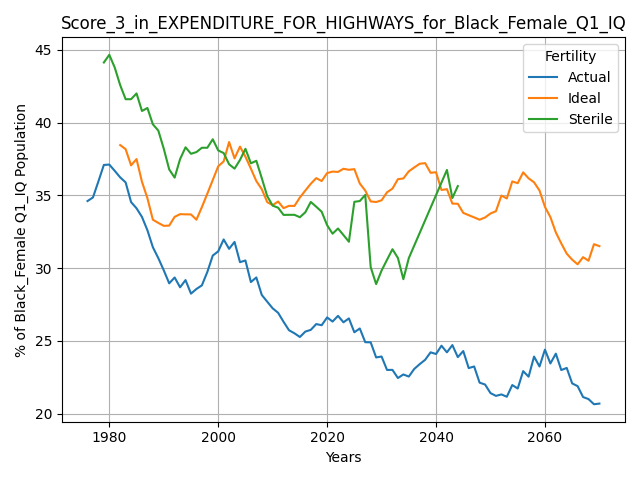 Score_3_in_EXPENDITURE_FOR_HIGHWAYS_for_Black_Female_Q1_IQ
Fertility
Actual
Ideal
Sterile
% of Black_Female Q1_IQ Population
45
40
35
30
25
20
1980
2000
2020
2040
2060
Years